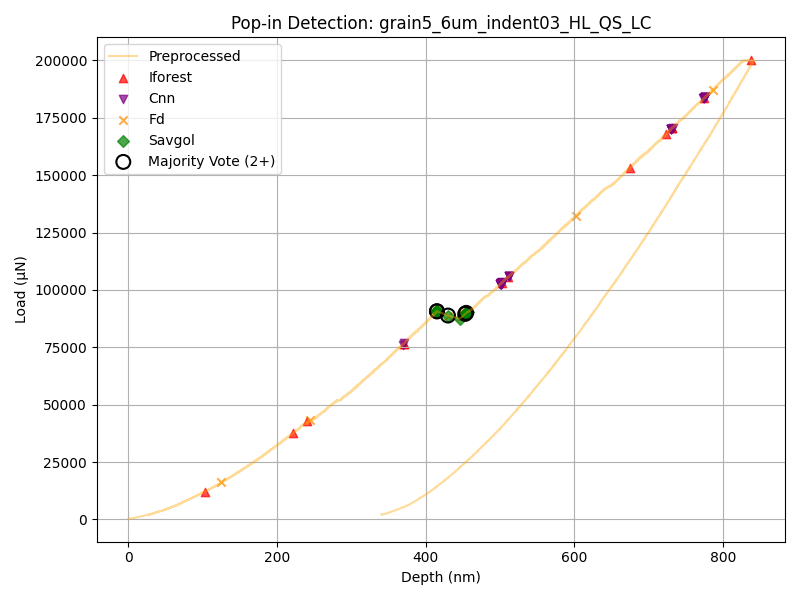 Pop-in Detection: grain5_6um_indent03_HL_QS_LC
Preprocessed
Iforest
Cnn
Fd
Savgol
Majority Vote (2+)
200000
175000
150000
125000
100000
75000
50000
25000
0
Load (µN)
0 200 400 600 800
Depth (nm)